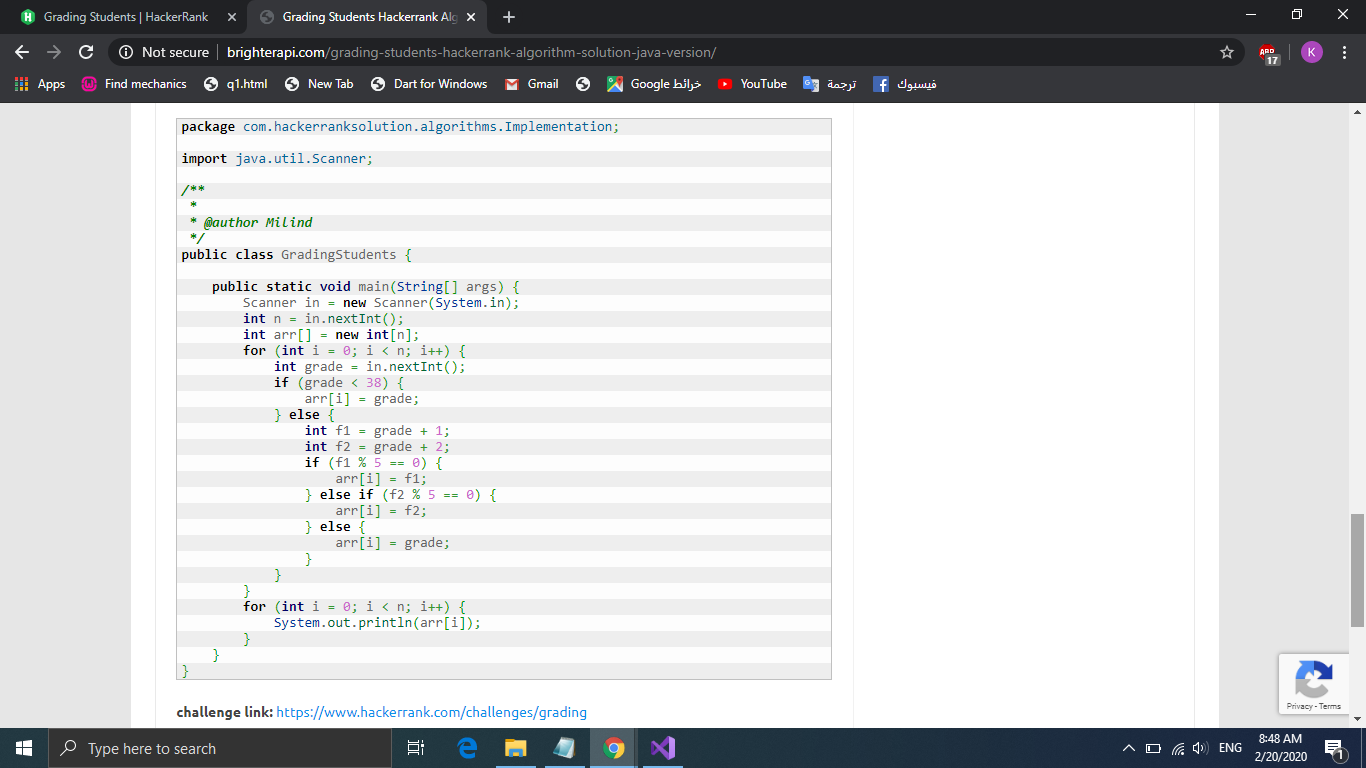 Grading Students | HackerRank
Grading Students Hackerrank Alg
Not secure | brighterapi.com/grading-students-hackerrank-algorithm-solution-java-version/
ABP
17
K
Apps Find mechanics q1.html New Tab Dart for Windows Gmail خرائط Google YouTube ترجمة فيسبوك
package com.hackerranksolution.algorithms.Implementation;
import java.util.Scanner;
/**
 *
 * @author Milind
 */
public class GradingStudents {
    public static void main(String[] args) {
        Scanner in = new Scanner(System.in);
        int n = in.nextInt();
        int arr[] = new int[n];
        for (int i = 0; i < n; i++) {
            int grade = in.nextInt();
            if (grade < 38) {
                arr[i] = grade;
            } else {
                int f1 = grade + 1;
                int f2 = grade + 2;
                if (f1 % 5 == 0) {
                    arr[i] = f1;
                } else if (f2 % 5 == 0) {
                    arr[i] = f2;
                } else {
                    arr[i] = grade;
                }
            }
        }
        for (int i = 0; i < n; i++) {
            System.out.println(arr[i]);
        }
    }
}
challenge link: https://www.hackerrank.com/challenges/grading
Privacy - Terms
Type here to search
ENG
8:48 AM
2/20/2020
1